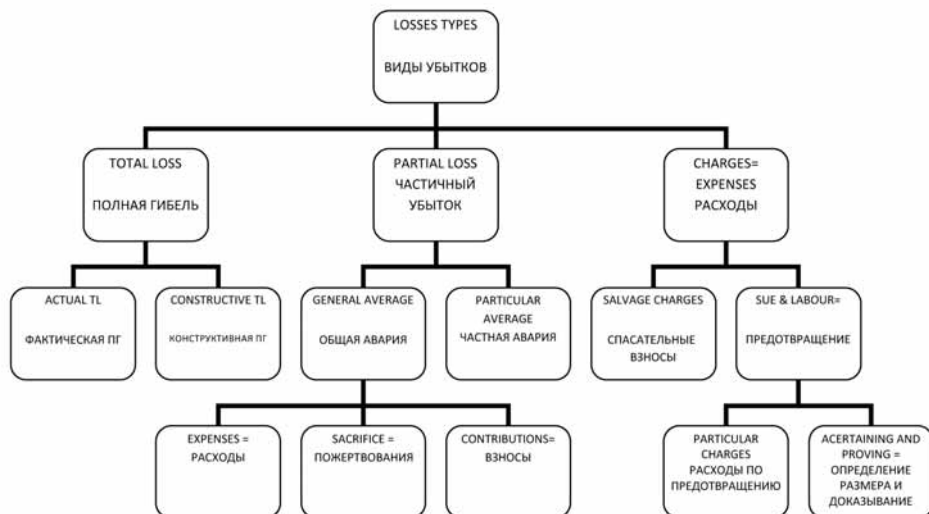 LOSSES TYPES
ВИДЫ УБЫТКОВ
TOTAL LOSS
ПОЛНАЯ ГИБЕЛЬ
PARTIAL LOSS
ЧАСТИЧНЫЙ
УБЫТОК
CHARGES=
EXPENSES
РАСХОДЫ
ACTUAL TL
ФАКТИЧЕСКАЯ ПГ
CONSTRUCTIVE TL
КОНСТРУКТИВНАЯ ПГ
GENERAL AVERAGE
ОБЩАЯ АВАРИЯ
PARTICULAR
AVERAGE
ЧАСТНАЯ АВАРИЯ
SALVAGE CHARGES
СПАСАТЕЛЬНЫЕ
ВЗНОСЫ
SUE & LABOUR=
ПРЕДОТВРАЩЕНИЕ
EXPENSES =
РАСХОДЫ
SACRIFICE =
ПОЖЕРТВОВАНИЯ
CONTRIBUTIONS=
ВЗНОСЫ
PARTICULAR
CHARGES
РАСХОДЫ ПО
ПРЕДОТВРАЩЕНИЮ
ACERTAINING AND
PROVING =
ОПРЕДЕЛЕНИЕ
РАЗМЕРА И
ДОКАЗЫВАНИЕ